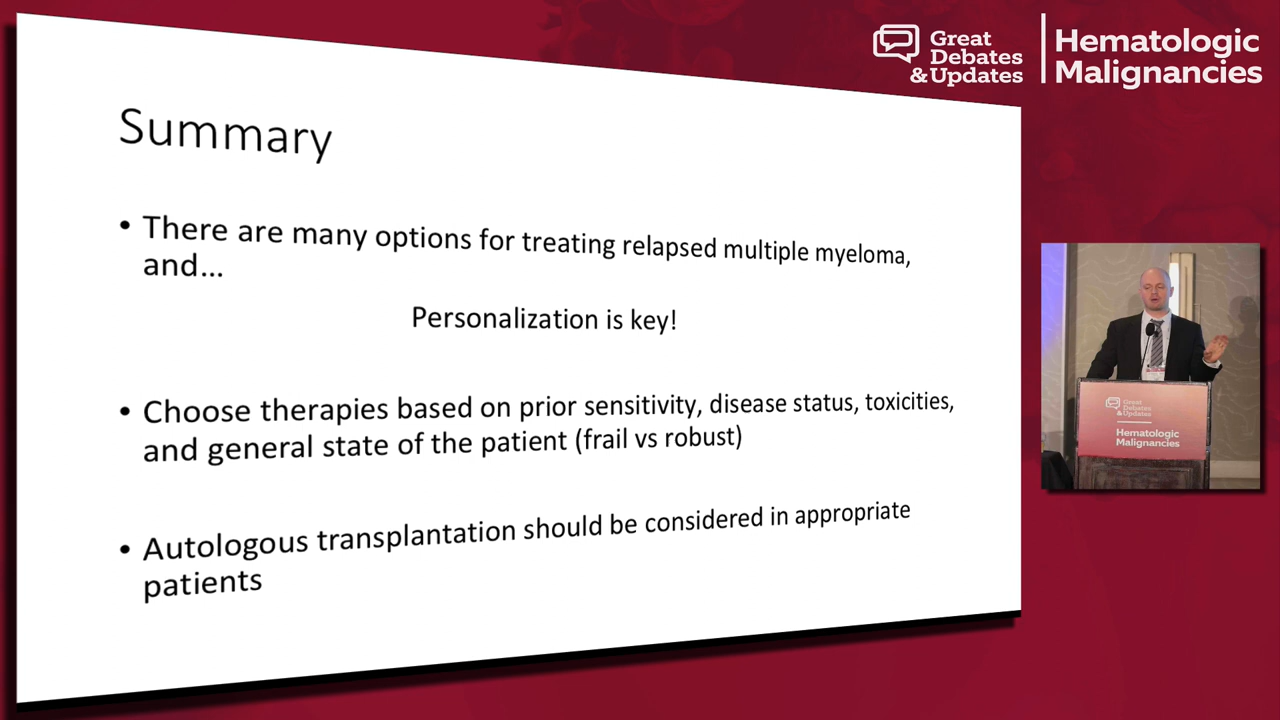 Great
Debates
& Updates
Hematologic
Malignancies
Summary
• There are many options for treating relapsed multiple myeloma,
and...
Personalization is key!
• Choose therapies based on prior sensitivity, disease status, toxicities,
and general state of the patient (frail vs robust)
• Autologous transplantation should be considered in appropriate
patients
Great
Debates
& Updates
Hematologic
Malignancies